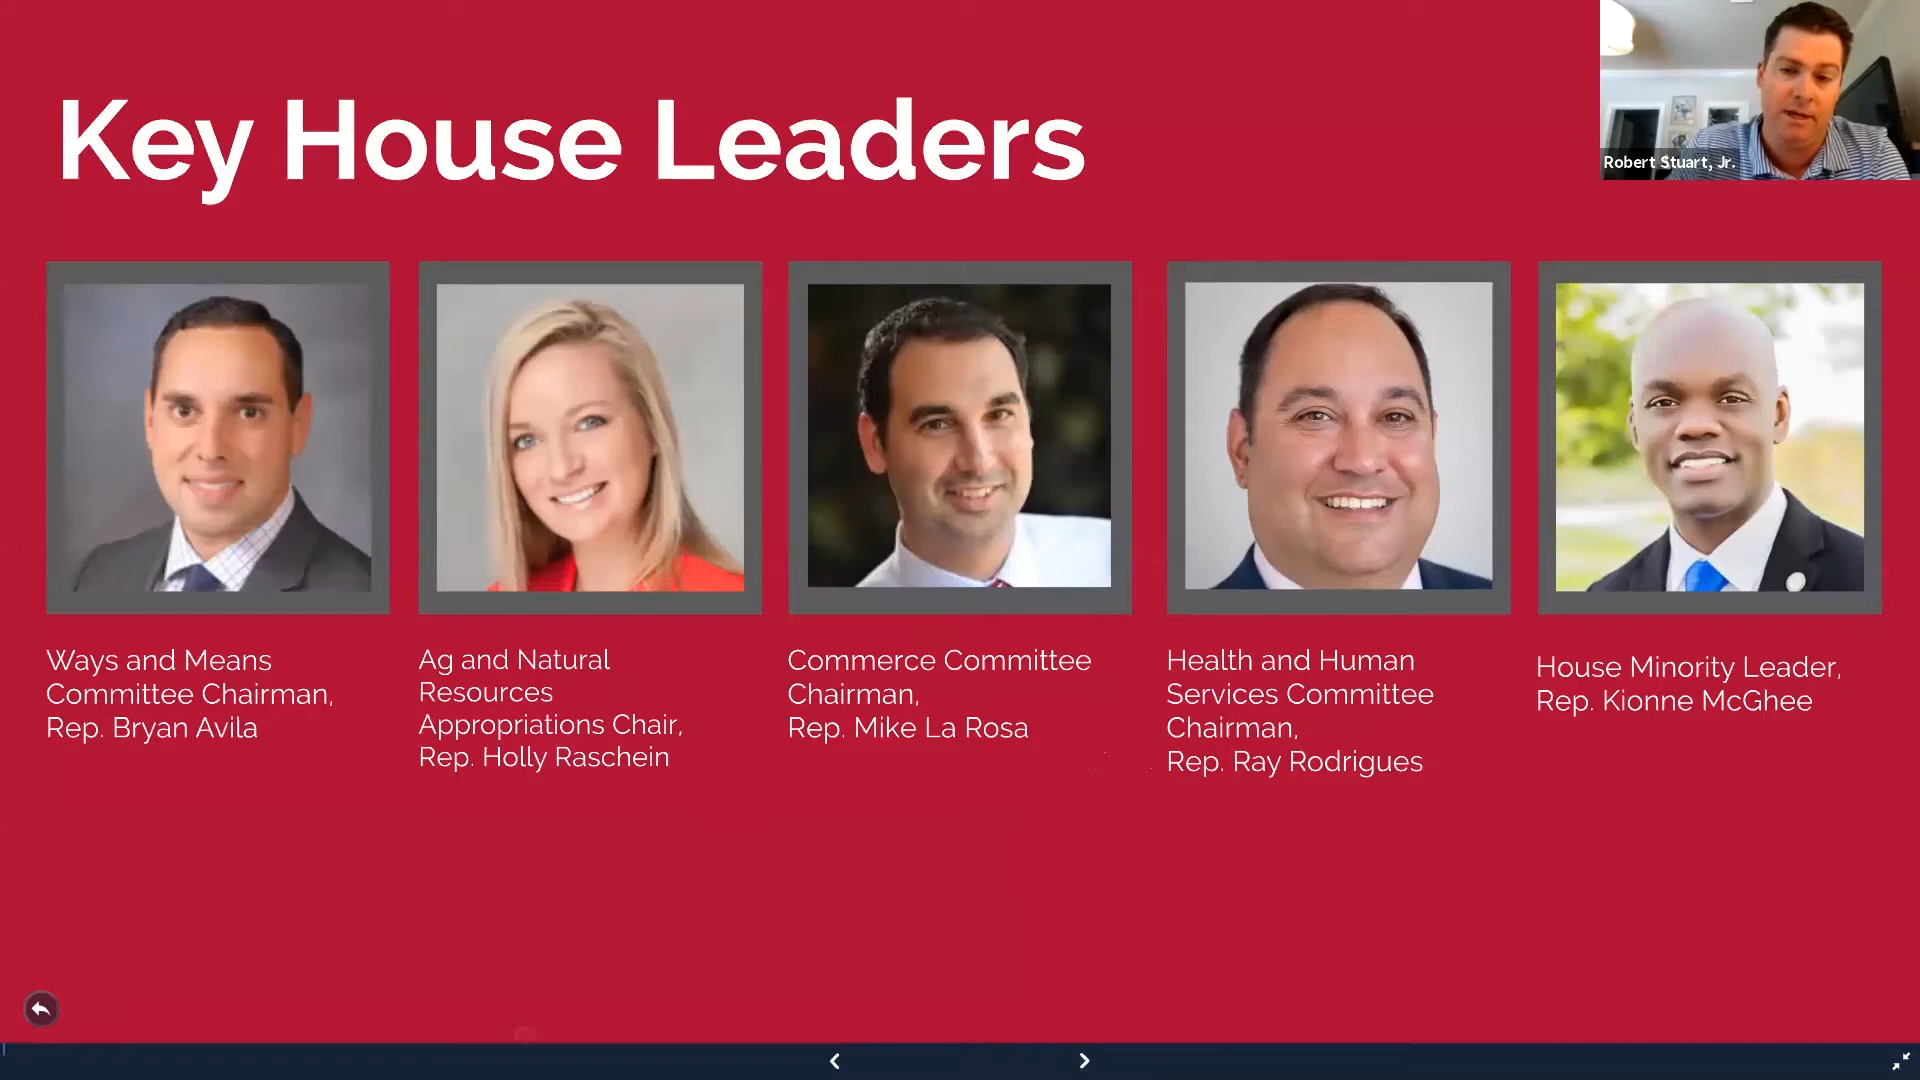 Key House Leaders
Robert Stuart, Jr.
Ways and Means
Committee Chairman,
Rep. Bryan Avila
Ag and Natural
Resources
Appropriations Chair,
Rep. Holly Raschein
Commerce Committee
Chairman,
Rep. Mike La Rosa
Health and Human
Services Committee
Chairman,
Rep. Ray Rodrigues
House Minority Leader,
Rep. Kionne McGhee